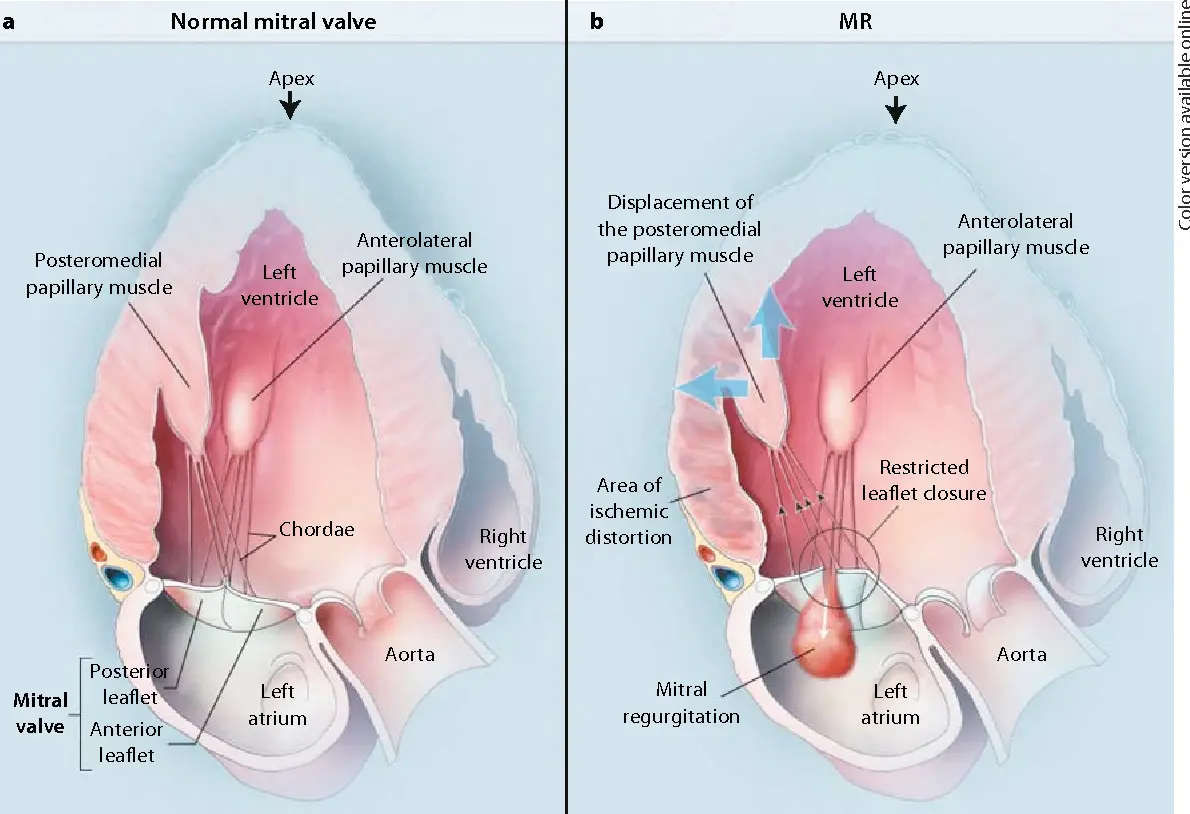 a
Normal mitral valve
Apex
Posteromedial
papillary muscle
Left
ventricle
Anterolateral
papillary muscle
Chordae
Right
ventricle
Aorta
Mitral
valve
Posterior
leaflet
Anterior
leaflet
Left
atrium
b
MR
Apex
Displacement of
the posteromedial
papillary muscle
Left
ventricle
Anterolateral
papillary muscle
Area of
ischemic
distortion
Restricted
leaflet closure
Right
ventricle
Aorta
Mitral
regurgitation
Left
atrium
Color version available online